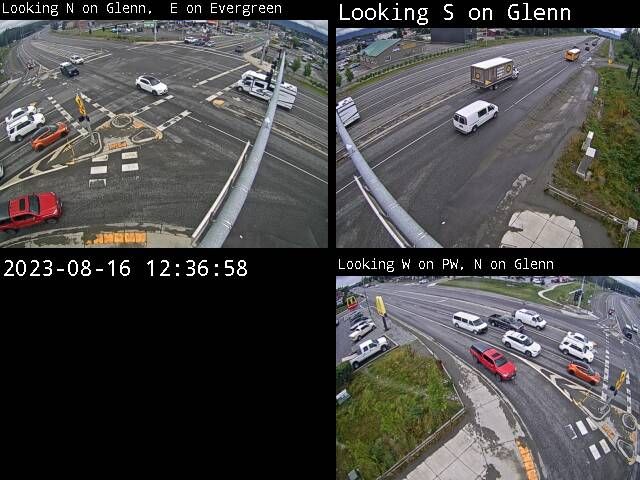 Looking N on Glenn,  E on Evergreen
Looking S on Glenn
2023-08-16 12:36:58
Looking W on PW, N on Glenn